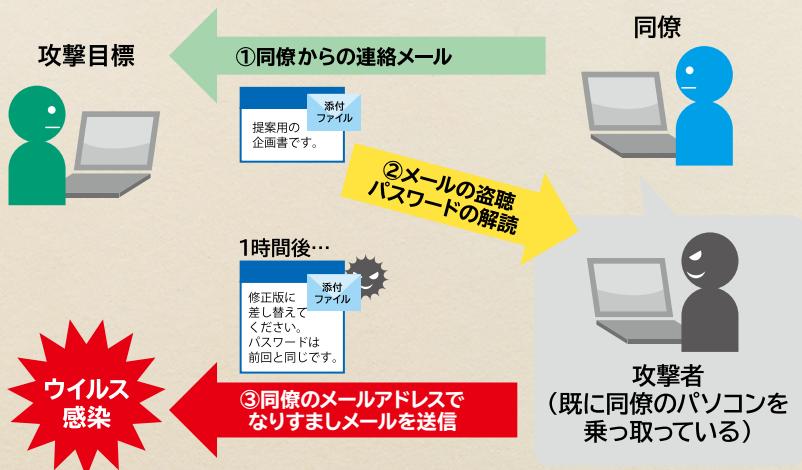 攻撃目標
同僚
①同僚からの連絡メール
添付
ファイル
提案用の
企画書です。
②メールの盗聴
パスワードの解読
1時間後…
添付
ファイル
修正版に
差し替えて
ください。
パスワードは
前回と同じです。
ウイルス
感染
③同僚のメールアドレスで
なりすましメールを送信
攻撃者
（既に同僚のパソコンを
乗っ取っている）